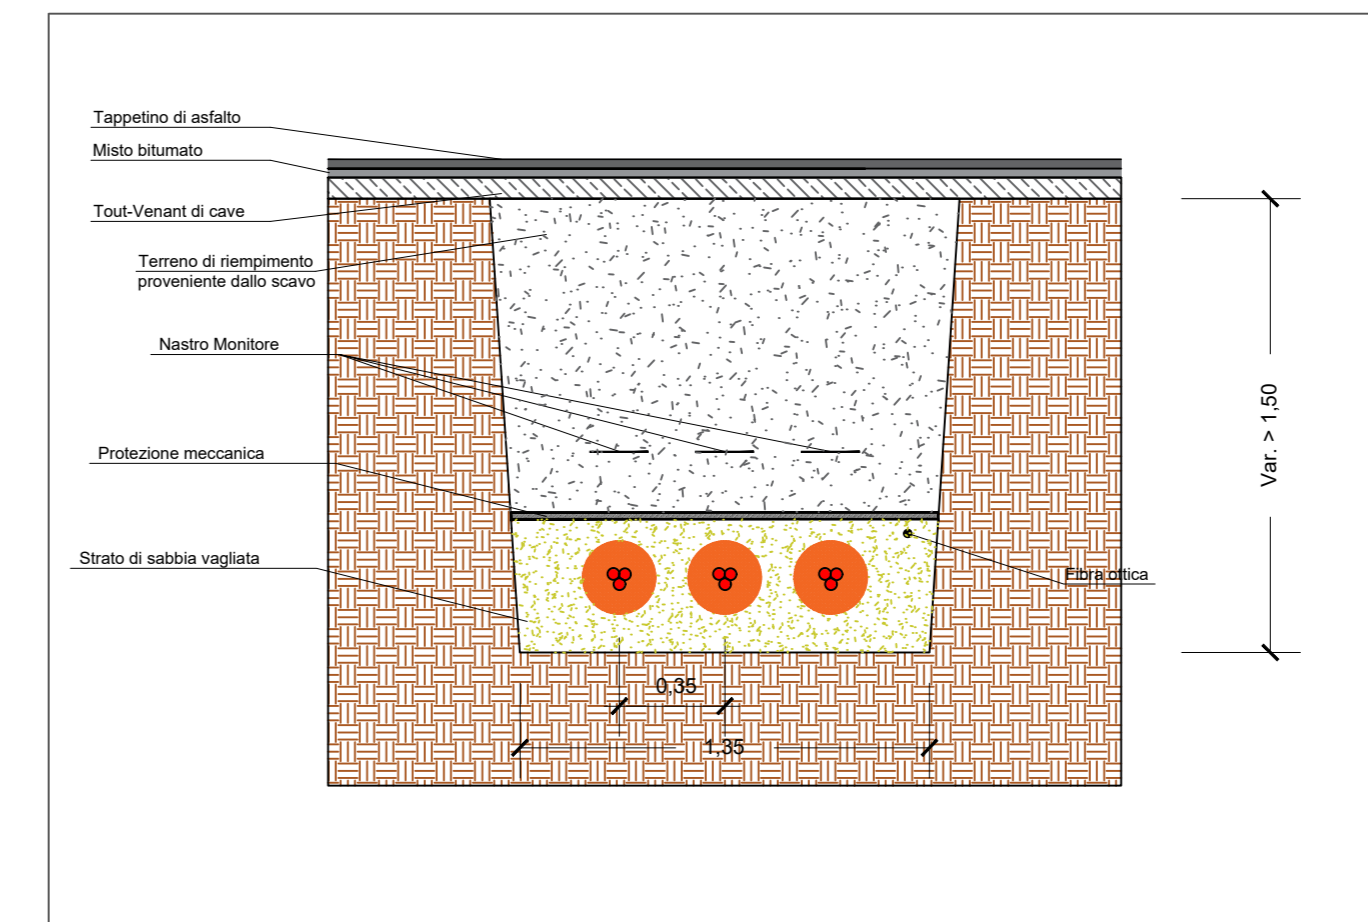 Tappetino di asfalto
Misto bitumato
Tout-Venant di cave
Terreno di riempimento
proveniente dallo scavo
Nastro Monitore
Protezione meccanica
Strato di sabbia vagliata
Fibra ottica
Var. > 1,50
0,35
1,35